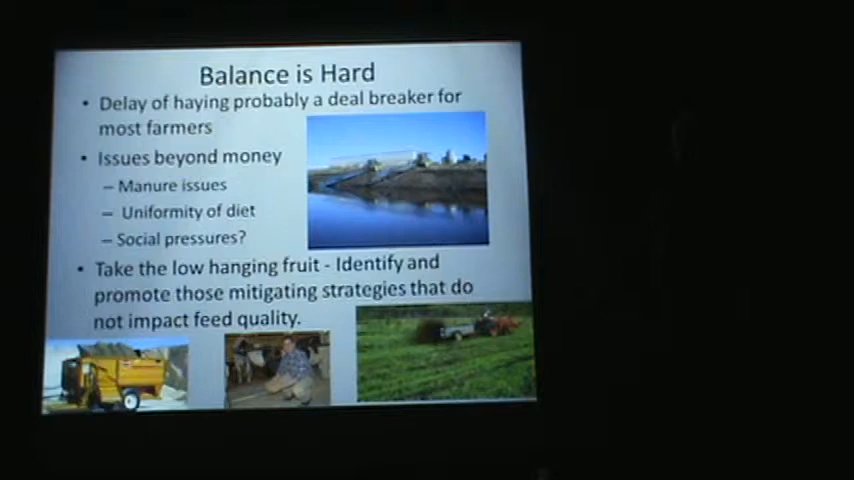 Balance is Hard
• Delay of haying probably a deal breaker for
most farmers
• Issues beyond money
– Manure issues
– Uniformity of diet
– Social pressures?
• Take the low hanging fruit - Identify and
promote those mitigating strategies that do
not impact feed quality.